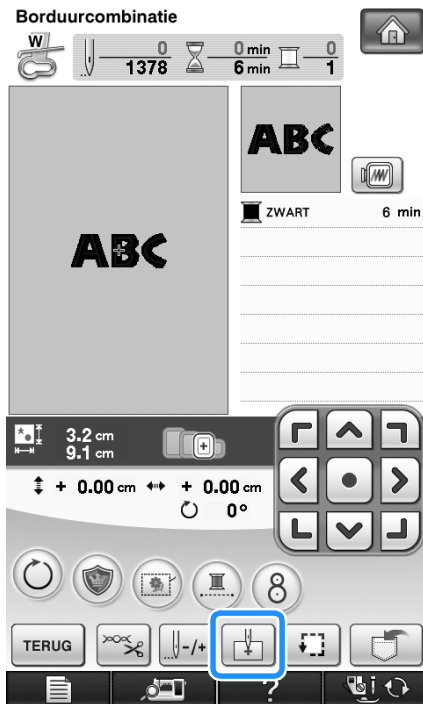 Borduurcombinatie
W
0 0 min 0
1378 6 min 1
ABC
ZWART 6 min
ABC
3.2 cm
9.1 cm
+ 0.00 cm + 0.00 cm
0°
8
TERUG -/+
?